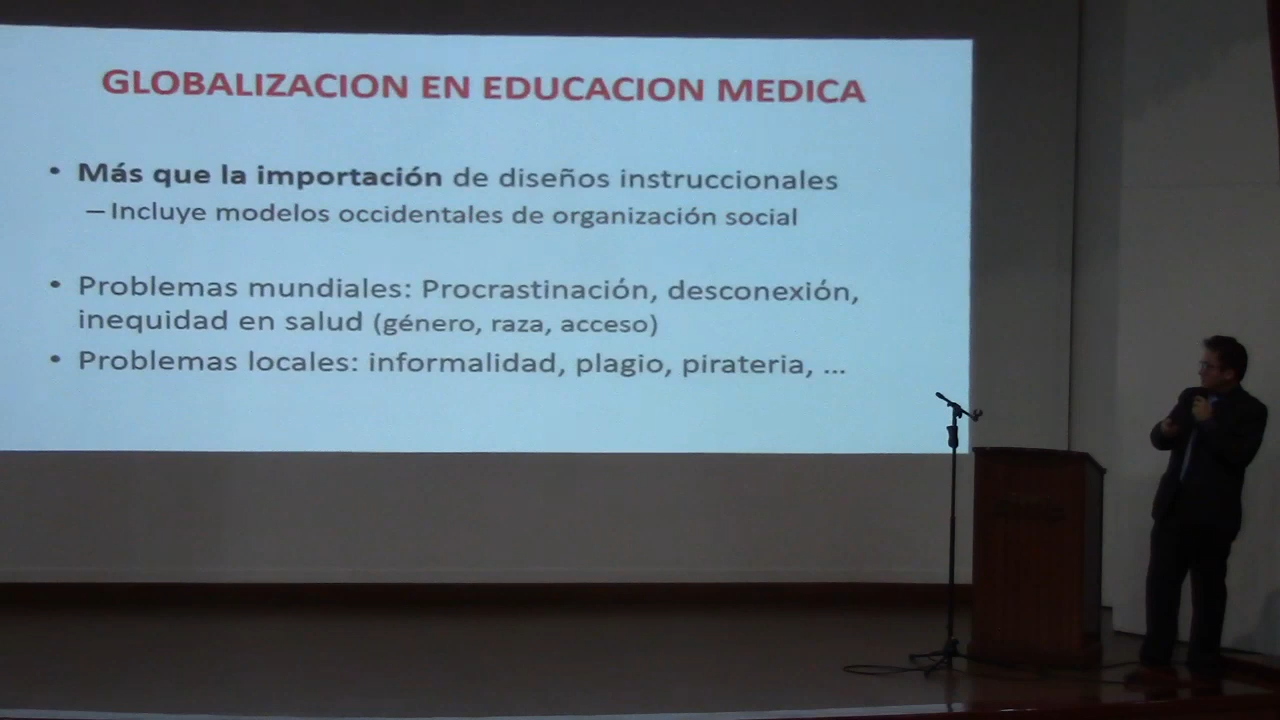 GLOBALIZACION EN EDUCACION MEDICA
• Más que la importación de diseños instruccionales
– Incluye modelos occidentales de organización social
• Problemas mundiales: Procrastinación, desconexión,
inequidad en salud (género, raza, acceso)
• Problemas locales: informalidad, plagio, pirateria, ...